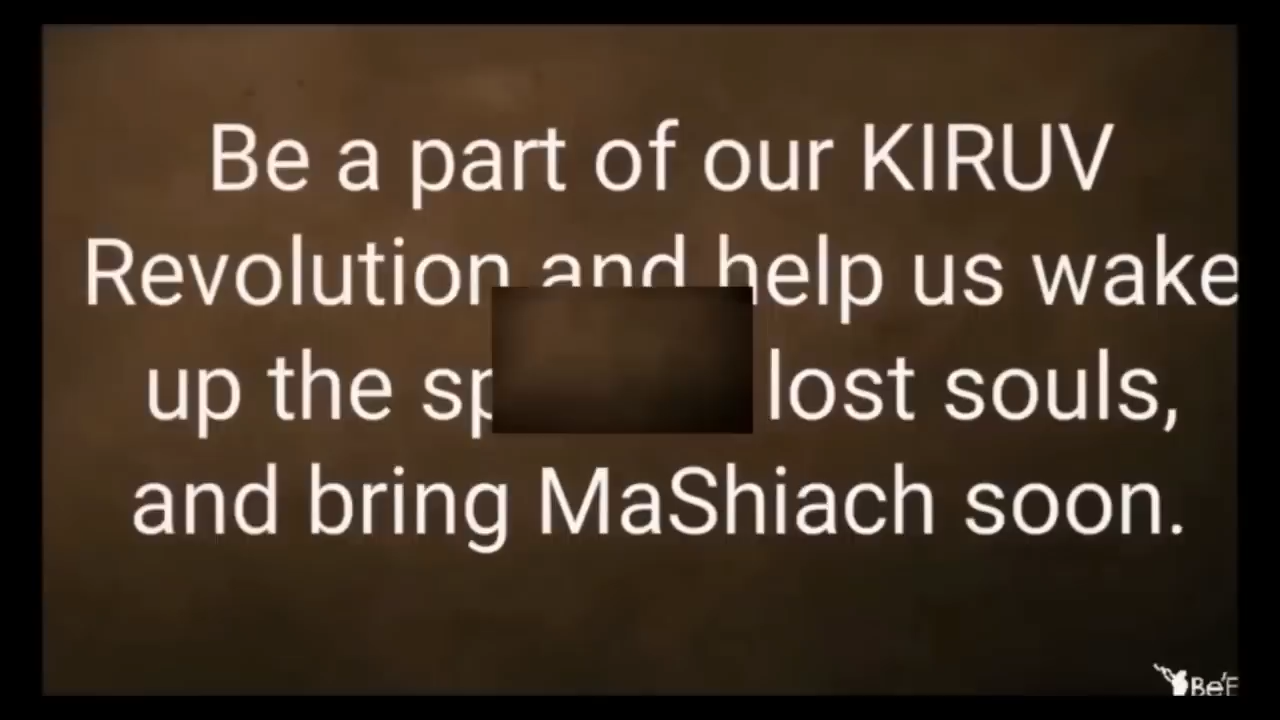 Be a part of our KIRUV
Revolution and help us wake
up the lost souls,
and bring MaShiach soon.